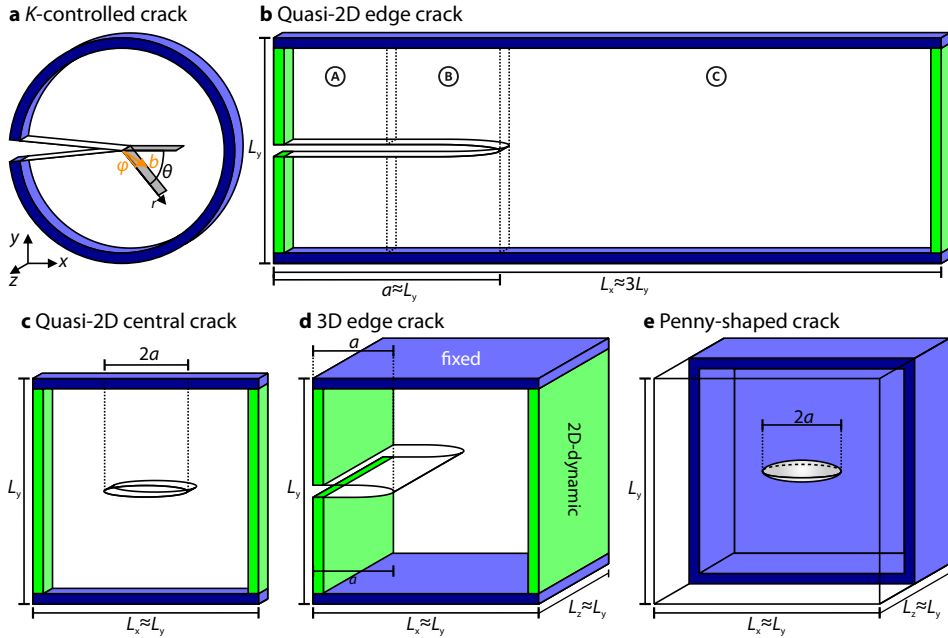 a K-controlled crack
φ b θ
r
y
x
z
b Quasi-2D edge crack
A B C
L_y
a≈L_y
L_x≈3L_y
c Quasi-2D central crack
2a
L_y
L_x≈L_y
d 3D edge crack
a
fixed
2D-dynamic
L_y
a
L_x≈L_y
L_z≈L_y
e Penny-shaped crack
2a
L_y
L_x≈L_y
L_z≈L_y